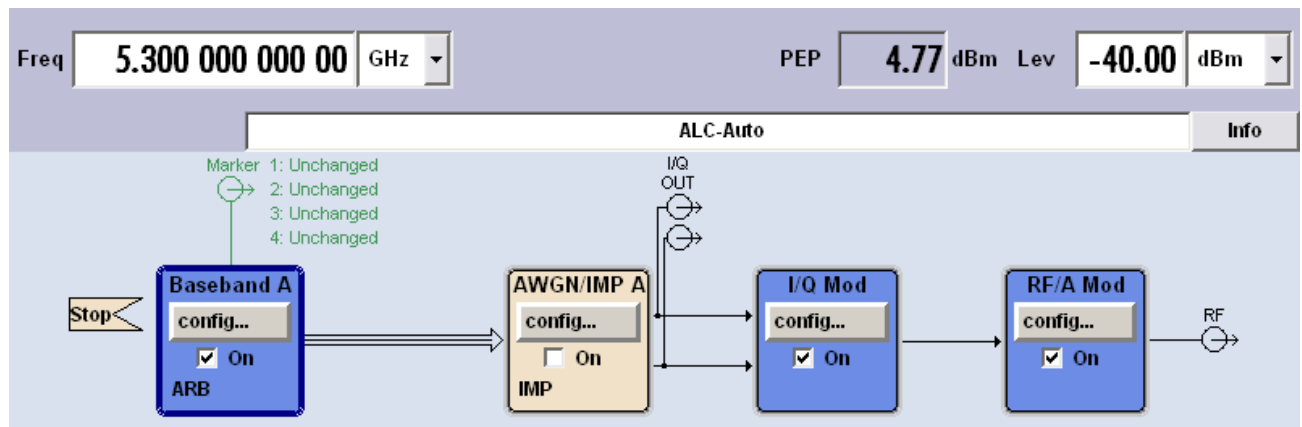 Freq 5.300 000 000 00 GHz PEP 4.77 dBm Lev -40.00 dBm
ALC-Auto Info
Marker 1: Unchanged
2: Unchanged
3: Unchanged
4: Unchanged
I/Q
OUT
Stop
Baseband A
config...
On
ARB
AWGN/IMP A
config...
On
IMP
I/Q Mod
config...
On
RF/A Mod
config...
On
RF